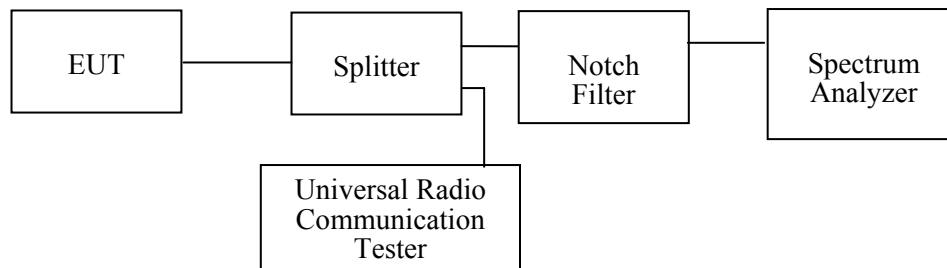 EUT
Splitter
Notch
Filter
Spectrum
Analyzer
Universal Radio
Communication
Tester